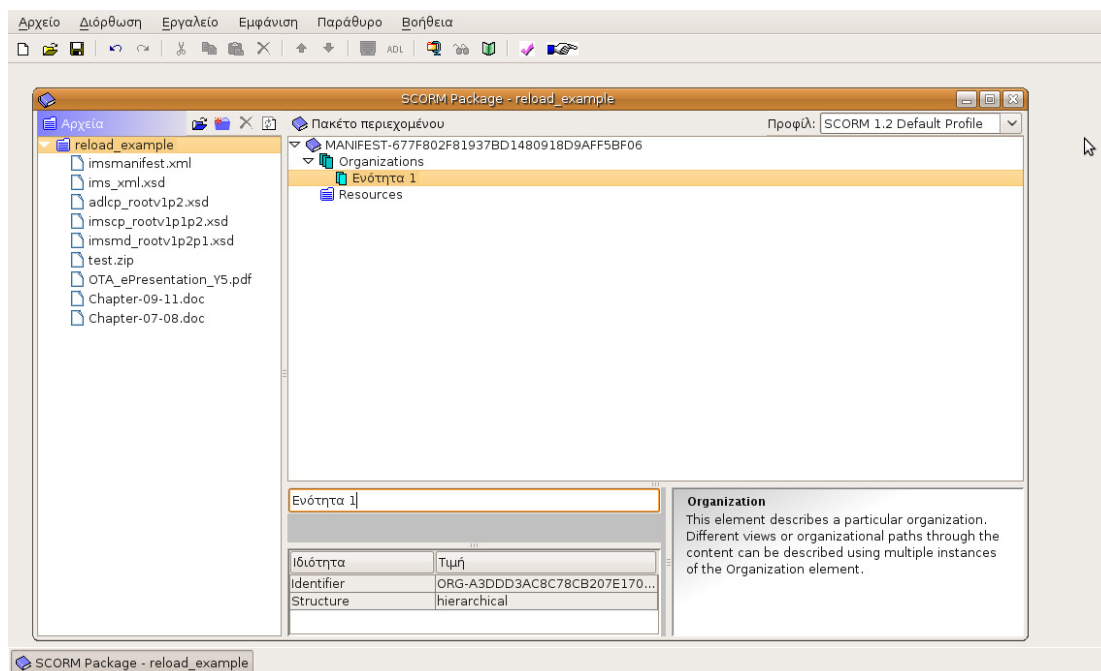 Αρχείο Διόρθωση Εργαλείο Εμφάνιση Παράθυρο Βοήθεια
ADL
SCORM Package - reload_example
Αρχεία
Πακέτο περιεχομένου
Προφίλ: SCORM 1.2 Default Profile
reload_example
imsmanifest.xml
ims_xml.xsd
adlcp_rootv1p2.xsd
imscp_rootv1p1p2.xsd
imsmd_rootv1p2p1.xsd
test.zip
OTA_ePresentation_Y5.pdf
Chapter-09-11.doc
Chapter-07-08.doc
MANIFEST-677F802F81937BD1480918D9AFF5BF06
Organizations
Ενότητα 1
Resources
Ενότητα 1
Ιδιότητα Τιμή
Identifier ORG-A3DDD3AC8C78CB207E170...
Structure hierarchical
Organization
This element describes a particular organization.
Different views or organizational paths through the
content can be described using multiple instances
of the Organization element.
SCORM Package - reload_example